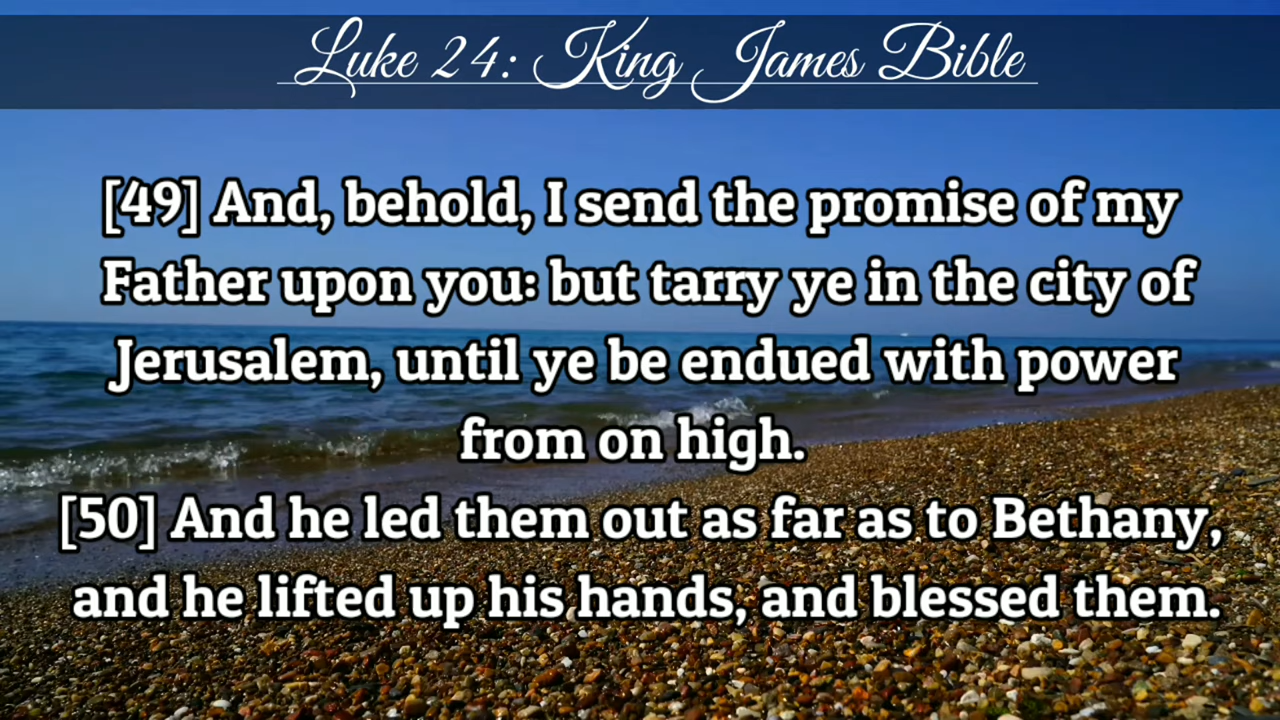 Luke 24: King James Bible
[49] And, behold, I send the promise of my
Father upon you: but tarry ye in the city of
Jerusalem, until ye be endued with power
from on high.
[50] And he led them out as far as to Bethany,
and he lifted up his hands, and blessed them.